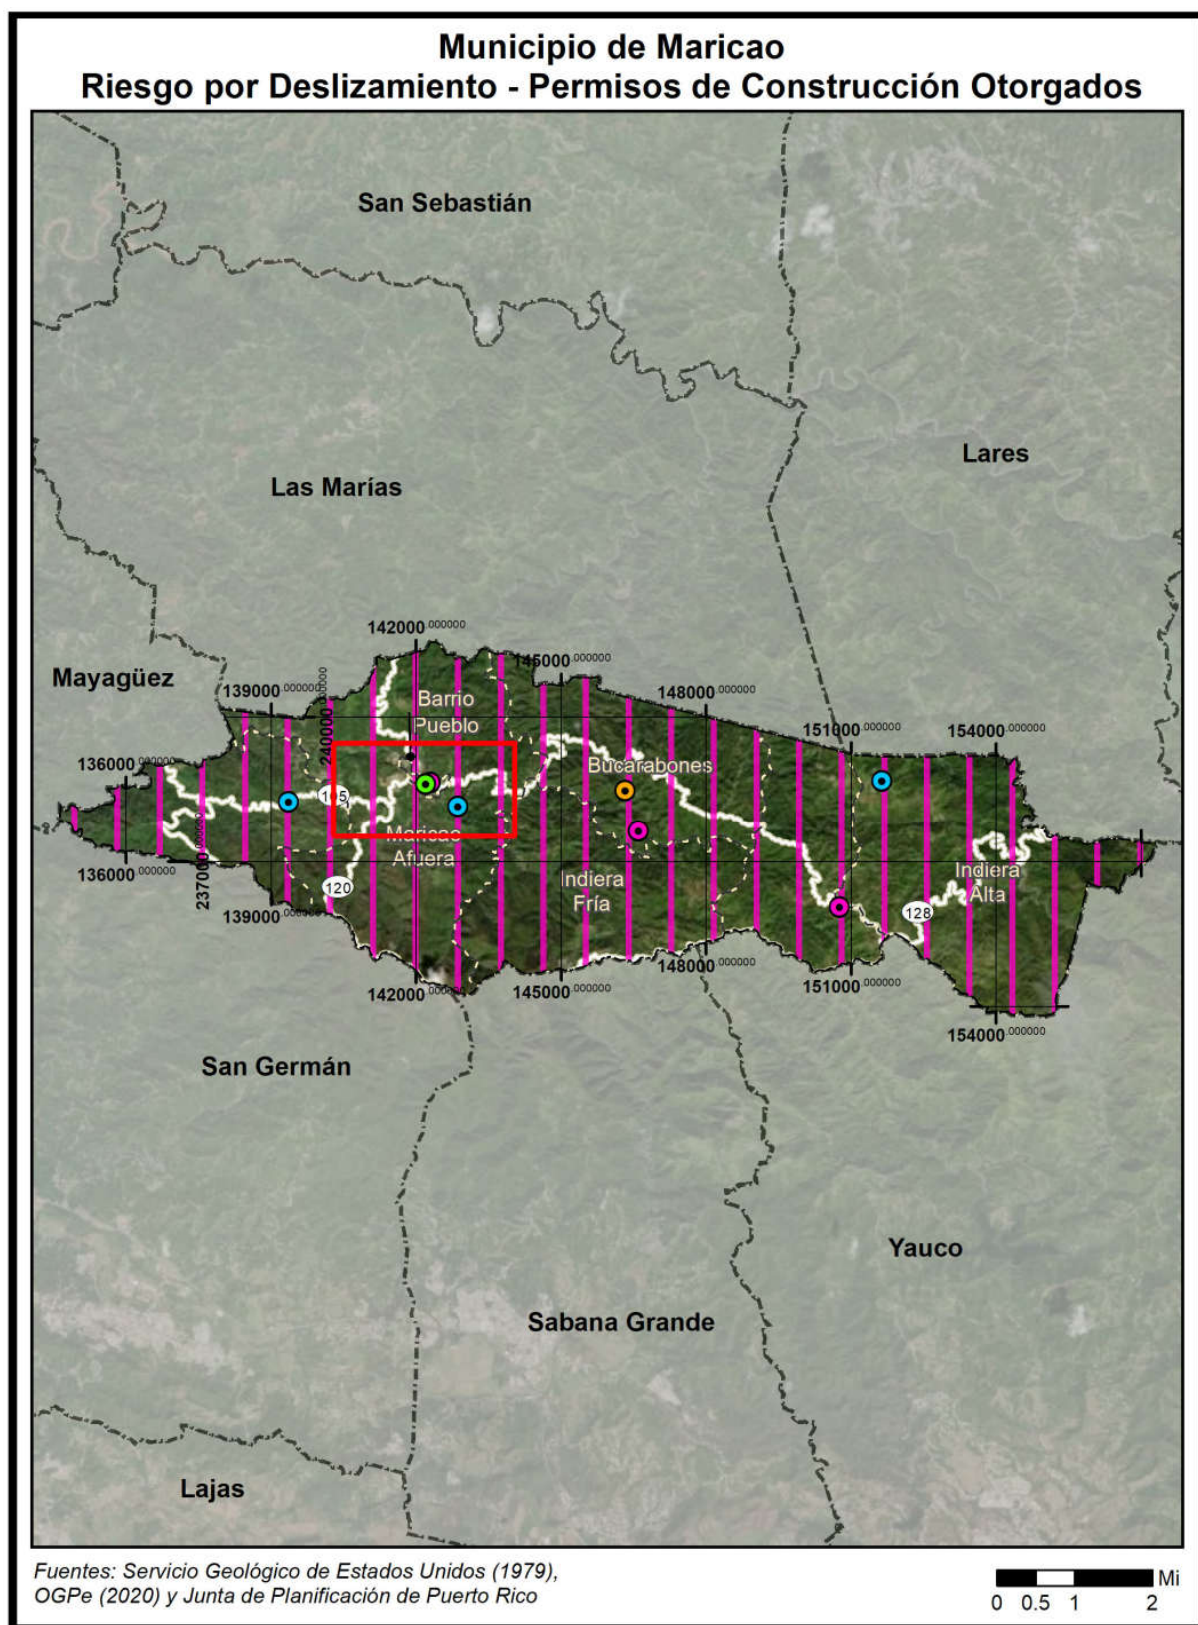 Municipio de Maricao
Riesgo por Deslizamiento - Permisos de Construcción Otorgados
San Sebastián
Lares
Las Marías
142000.000000
Mayagüez
145000.000000
139000.000000
240000.000000
148000.000000
Barrio
Pueblo
151000.000000
154000.000000
136000.000000
Bucarabones
105
Maricao
Afuera
136000.000000
237000.000000
120
Indiera
Fría
Indiera
Alta
139000.000000
128
148000.000000
142000.000000
145000.000000
151000.000000
154000.000000
San Germán
Yauco
Sabana Grande
Lajas
Fuentes: Servicio Geológico de Estados Unidos (1979),
OGPe (2020) y Junta de Planificación de Puerto Rico
Mi
0 0.5 1 2